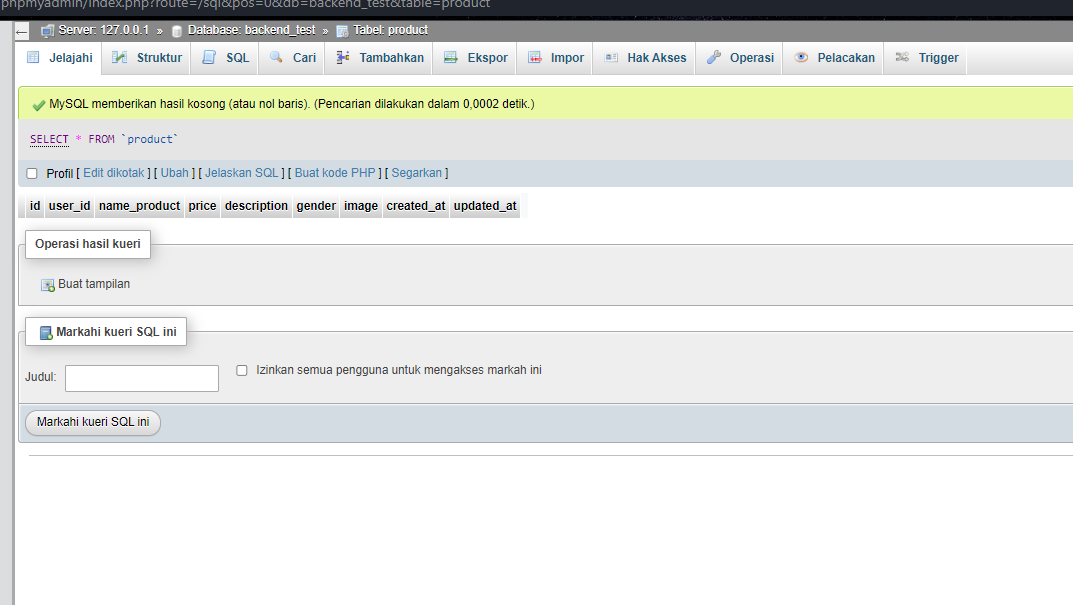 phpmyadmin/index.php?route=/sql&pos=0&db=backend_test&table=product
Server: 127.0.0.1 » Database: backend_test » Tabel: product
Jelajahi Struktur SQL Cari Tambahkan Ekspor Impor Hak Akses Operasi Pelacakan Trigger
MySQL memberikan hasil kosong (atau nol baris). (Pencarian dilakukan dalam 0,0002 detik.)
SELECT * FROM `product`
Profil [ Edit dikotak ] [ Ubah ] [ Jelaskan SQL ] [ Buat kode PHP ] [ Segarkan ]
id user_id name_product price description gender image created_at updated_at
Operasi hasil kueri
Buat tampilan
Markahi kueri SQL ini
Judul: Izinkan semua pengguna untuk mengakses markah ini
Markahi kueri SQL ini